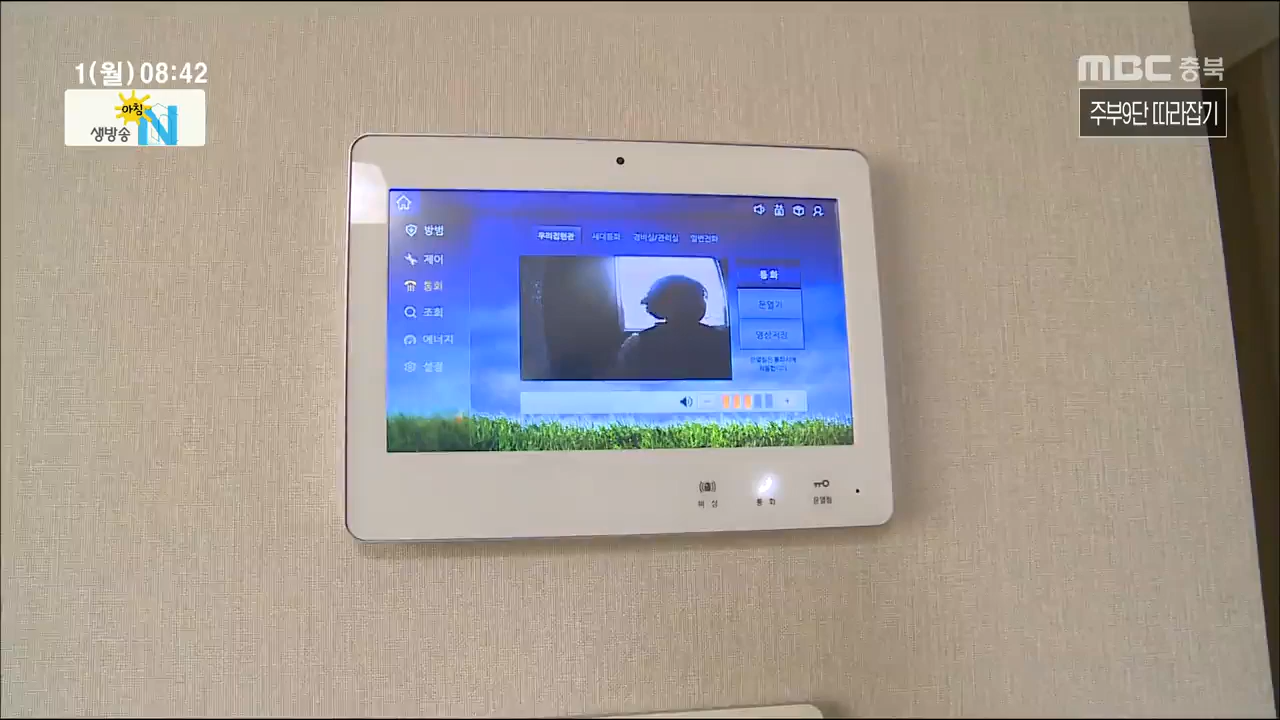 1(월) 08:42
아침
생방송 N
MBC 충북
주부9단 따라잡기
방범
제어
통화
조회
에너지
설정
우리집현관 세대통화 경비실/관리실 일반전화
통화
문열기
영상저장
비상 통화 문열림